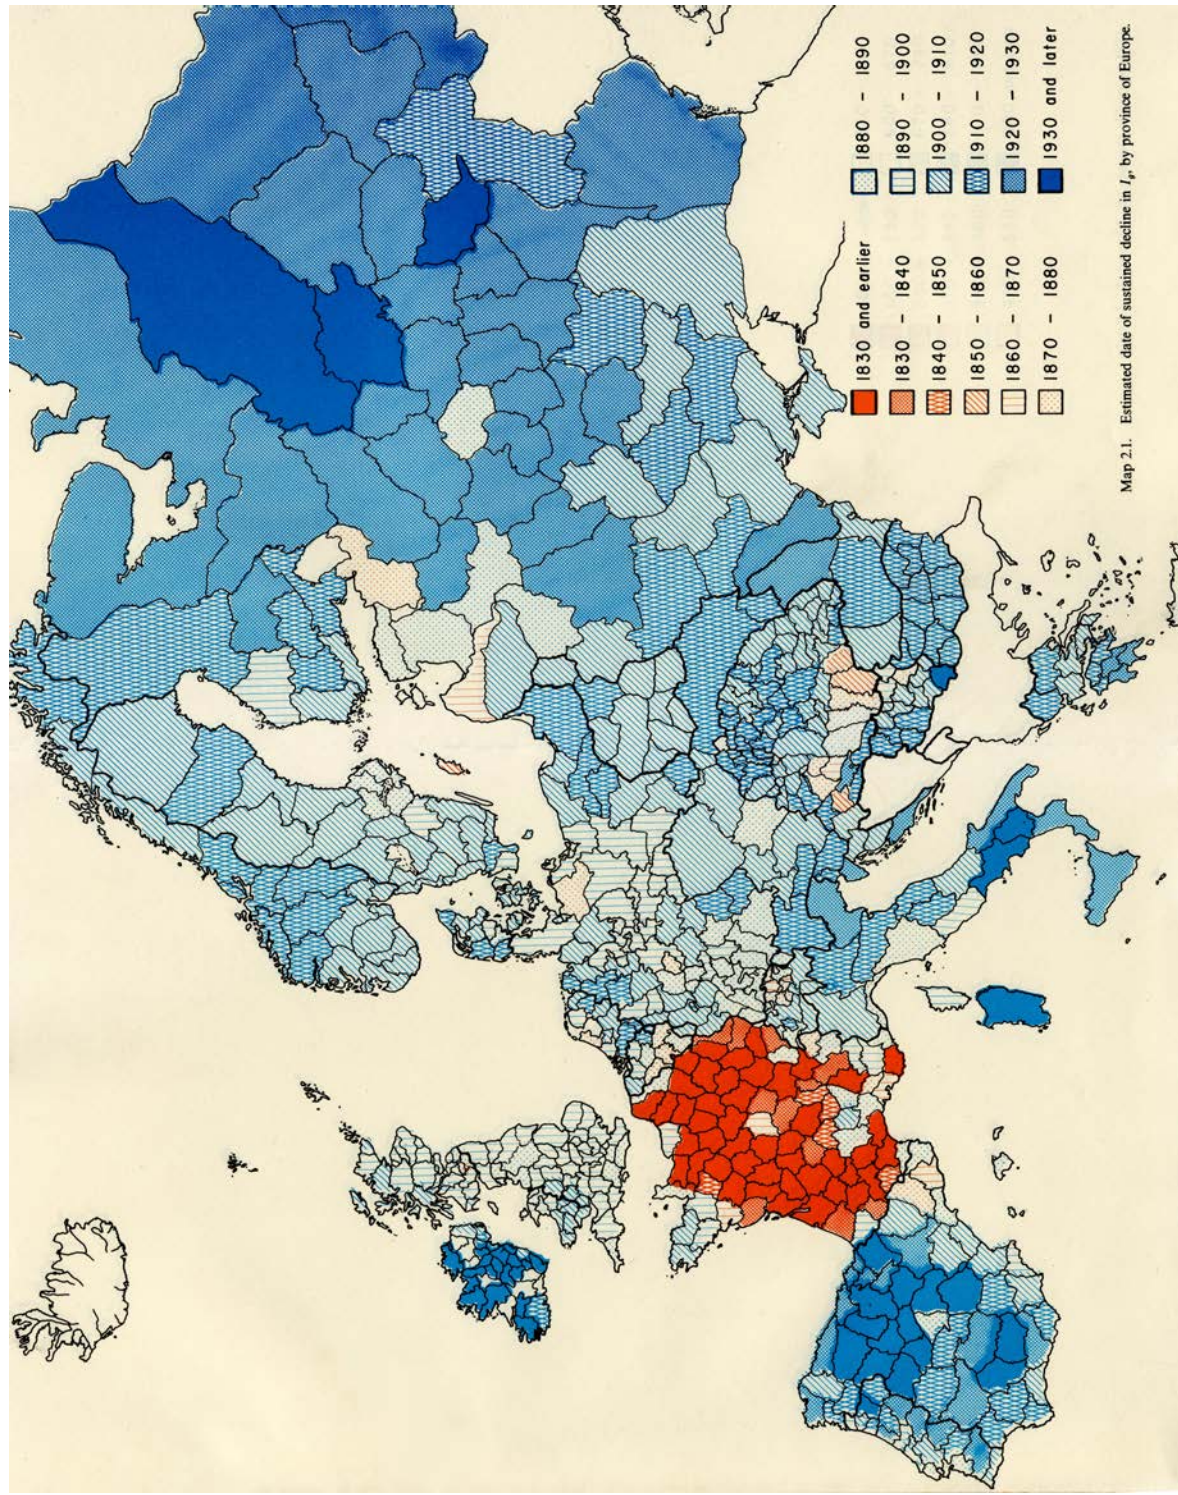 1830 and earlier
1830 - 1840
1840 - 1850
1850 - 1860
1860 - 1870
1870 - 1880
1880 - 1890
1890 - 1900
1900 - 1910
1910 - 1920
1920 - 1930
1930 and later
Map 2.1. Estimated date of sustained decline in Ig, by province of Europe.